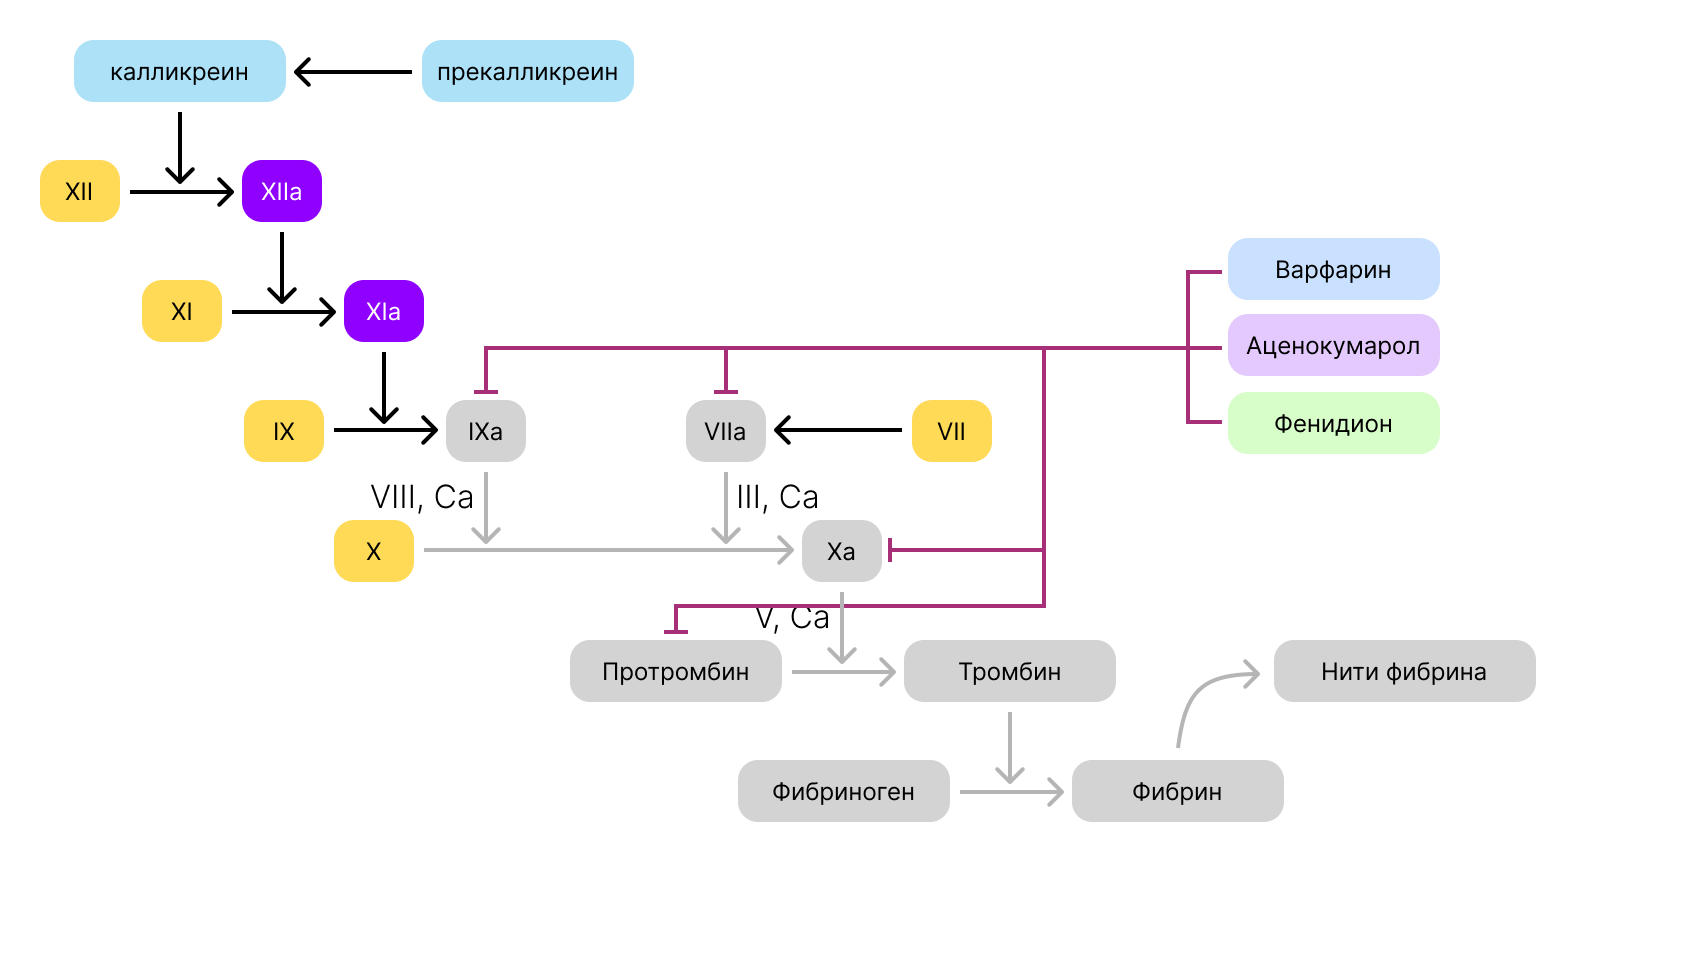 калликреин
прекалликреин
XII
XIIa
Варфарин
XI
XIa
Аценокумарол
Фенидион
IX
IXa
VIIa
VII
VIII, Ca
III, Ca
X
Xa
V, Ca
Протромбин
Тромбин
Нити фибрина
Фибриноген
Фибрин